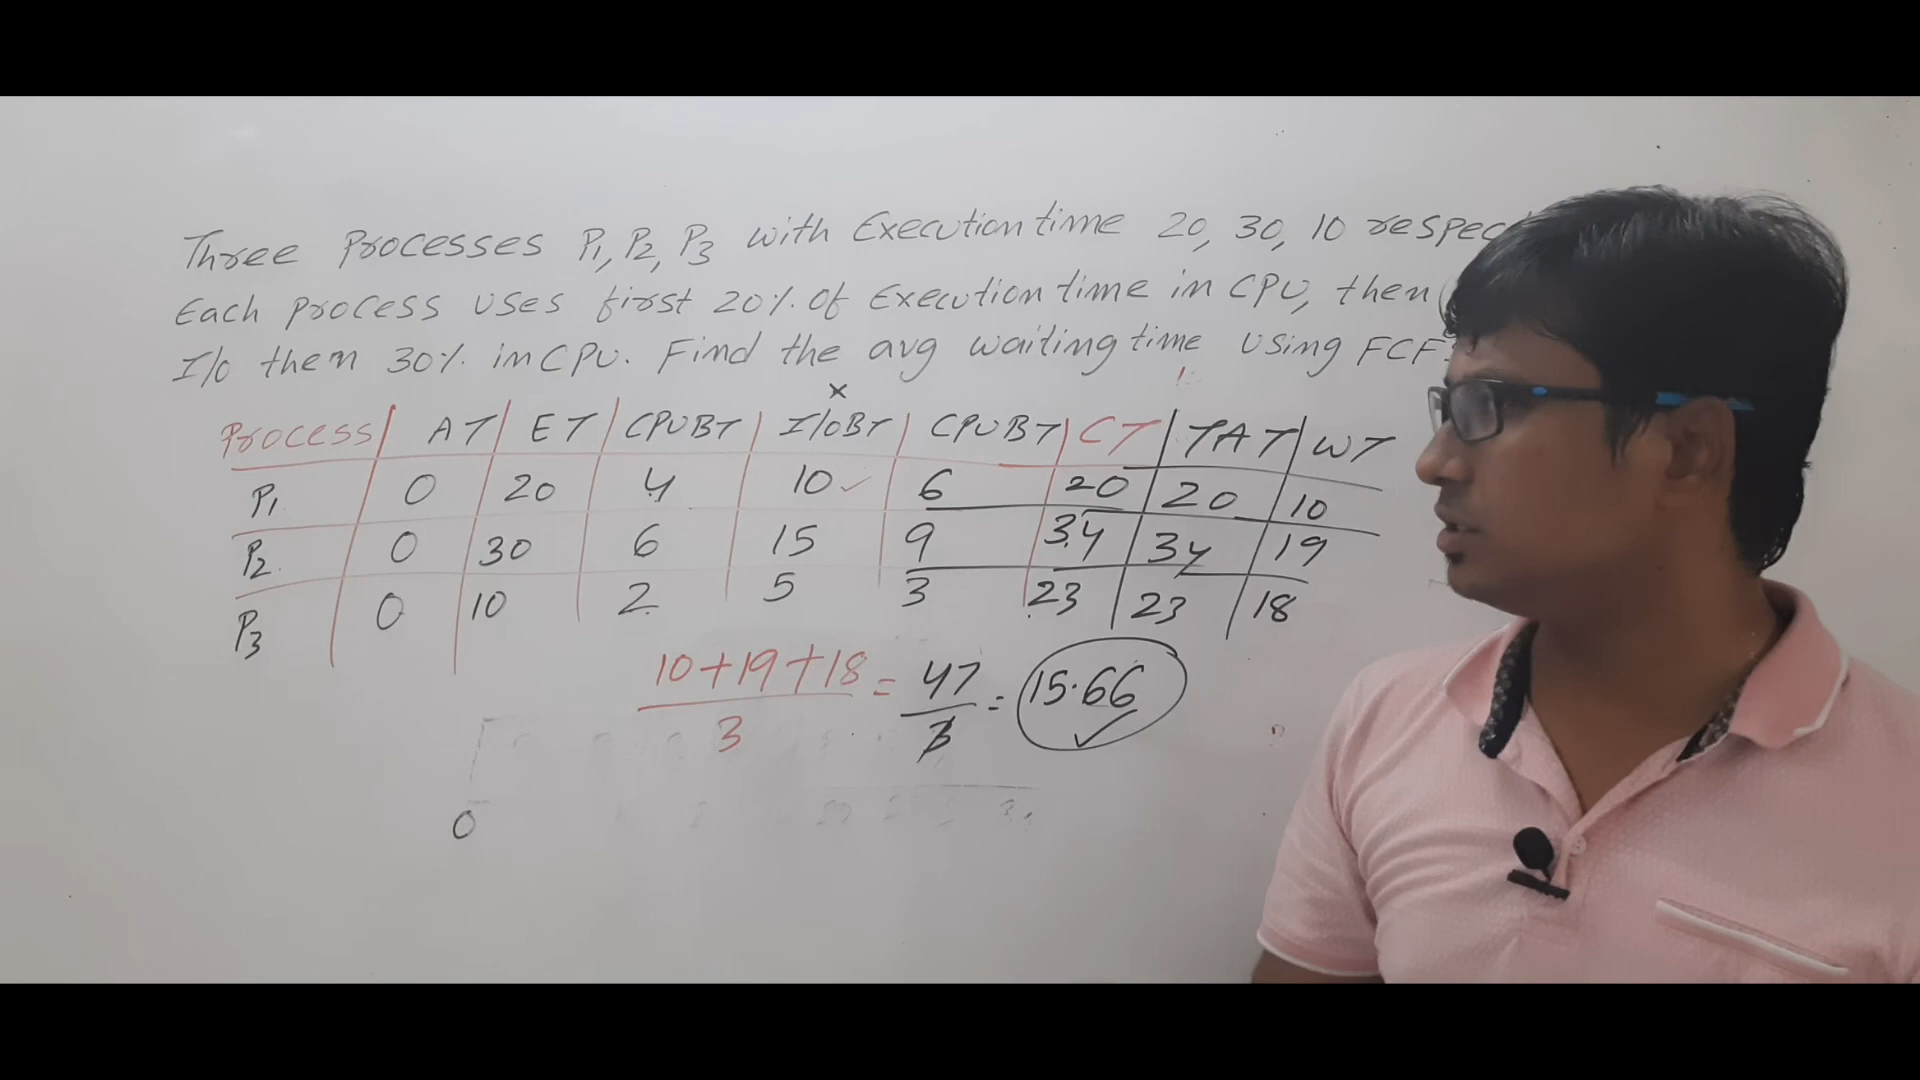 Three Processes P1, P2, P3 with Execution time 20, 30, 10
Each process uses first 20% of Execution time in CPU, then
I/o then 30% in CPU. Find the avg waiting time using FCF
x
Process AT ET CPUBT I/oBT CPUBT CT TAT WT
P1 0 20 4 10 ✓ 6 20 20 10
P2 0 30 6 15 9 34 34 19
P3 0 10 2 5 3 23 23 18
10+19+18 / 3 = 47 / 3 = 15.66 ✓
0